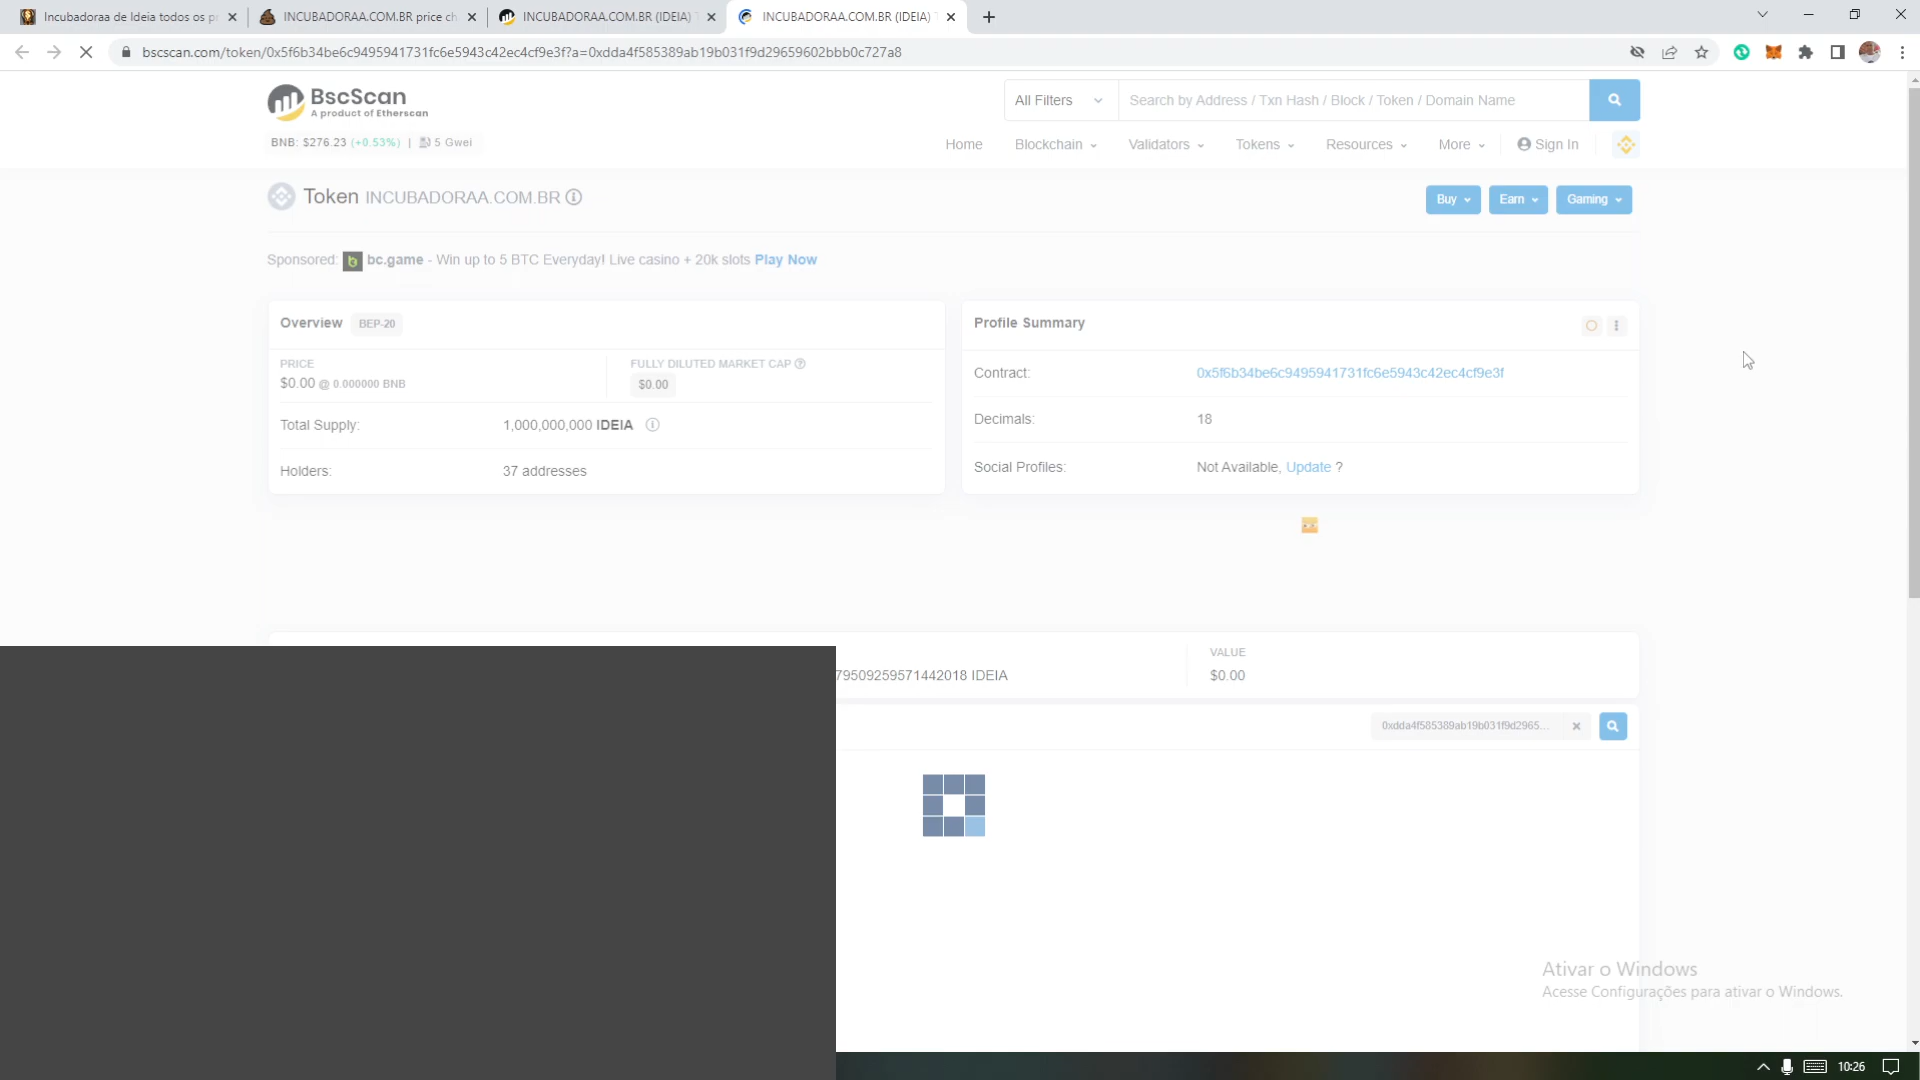 Incubadoraa de Ideia todos os p
INCUBADORAA.COM.BR price ch
INCUBADORAA.COM.BR (IDEIA)
INCUBADORAA.COM.BR (IDEIA)
bscscan.com/token/0x5f6b34be6c9495941731fc6e5943c42ec4cf9e3f?a=0xdda4f585389ab19b031f9d29659602bbb0c727a8
BscScan
A product of Etherscan
All Filters
Search by Address / Txn Hash / Block / Token / Domain Name
BNB: $276.23 (+0.53%) | 5 Gwei
Home Blockchain Validators Tokens Resources More Sign In
Token INCUBADORAA.COM.BR
Buy Earn Gaming
Sponsored: bc.game - Win up to 5 BTC Everyday! Live casino + 20k slots Play Now
Overview BEP-20
PRICE
$0.00 @ 0.000000 BNB
FULLY DILUTED MARKET CAP
$0.00
Total Supply: 1,000,000,000 IDEIA
Holders: 37 addresses
Profile Summary
Contract: 0x5f6b34be6c9495941731fc6e5943c42ec4cf9e3f
Decimals: 18
Social Profiles: Not Available, Update ?
VALUE
79509259571442018 IDEIA
$0.00
0xdda4f585389ab19b031f9d2965...
Ativar o Windows
Acesse Configurações para ativar o Windows.
10:26